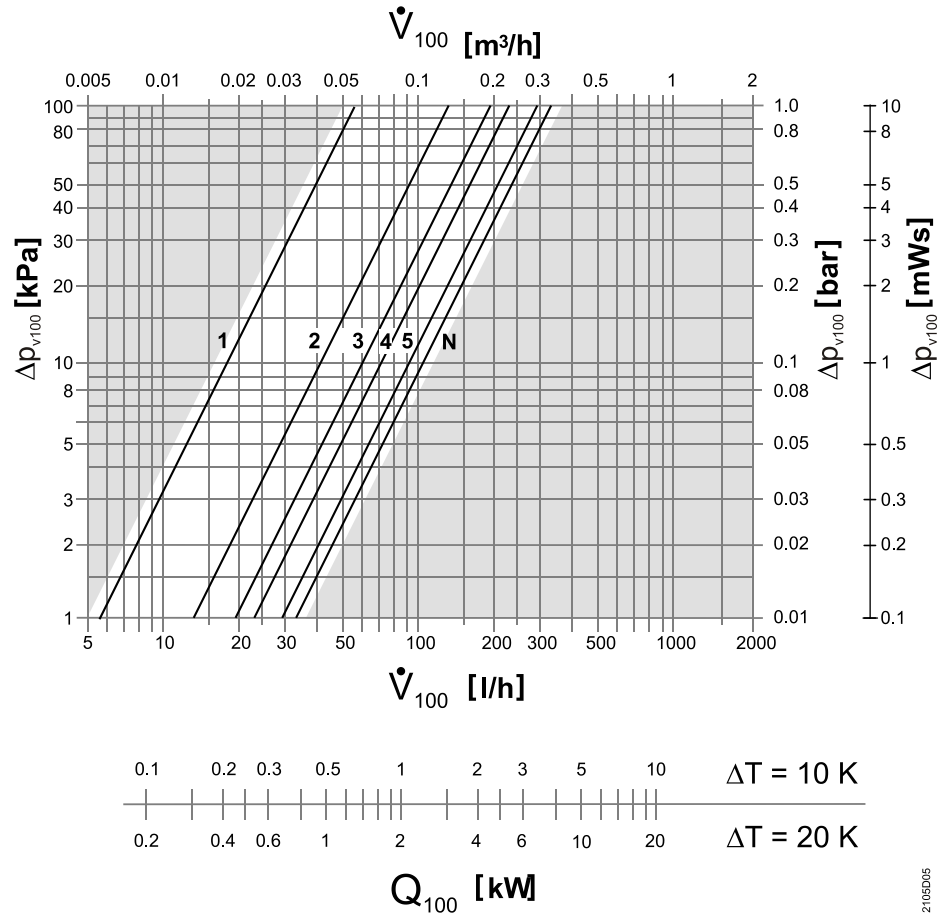 V̇100 [m³/h]
0.005 0.01 0.02 0.03 0.05 0.1 0.2 0.3 0.5 1 2
100 1.0 10
80 0.8 8
50 0.5 5
40 0.4 4
30 0.3 3
20 0.2 2
1 2 3 4 5 N
10 0.1 1
8 0.08
5 0.05 0.5
3 0.03 0.3
2 0.02 0.2
1 0.01 0.1
Δpv100 [kPa]
Δpv100 [bar]
Δpv100 [mWs]
5 10 20 30 50 100 200 300 500 1000 2000
V̇100 [l/h]
0.1 0.2 0.3 0.5 1 2 3 5 10 ΔT = 10 K
0.2 0.4 0.6 1 2 4 6 10 20 ΔT = 20 K
Q100 [kW]
2105D05